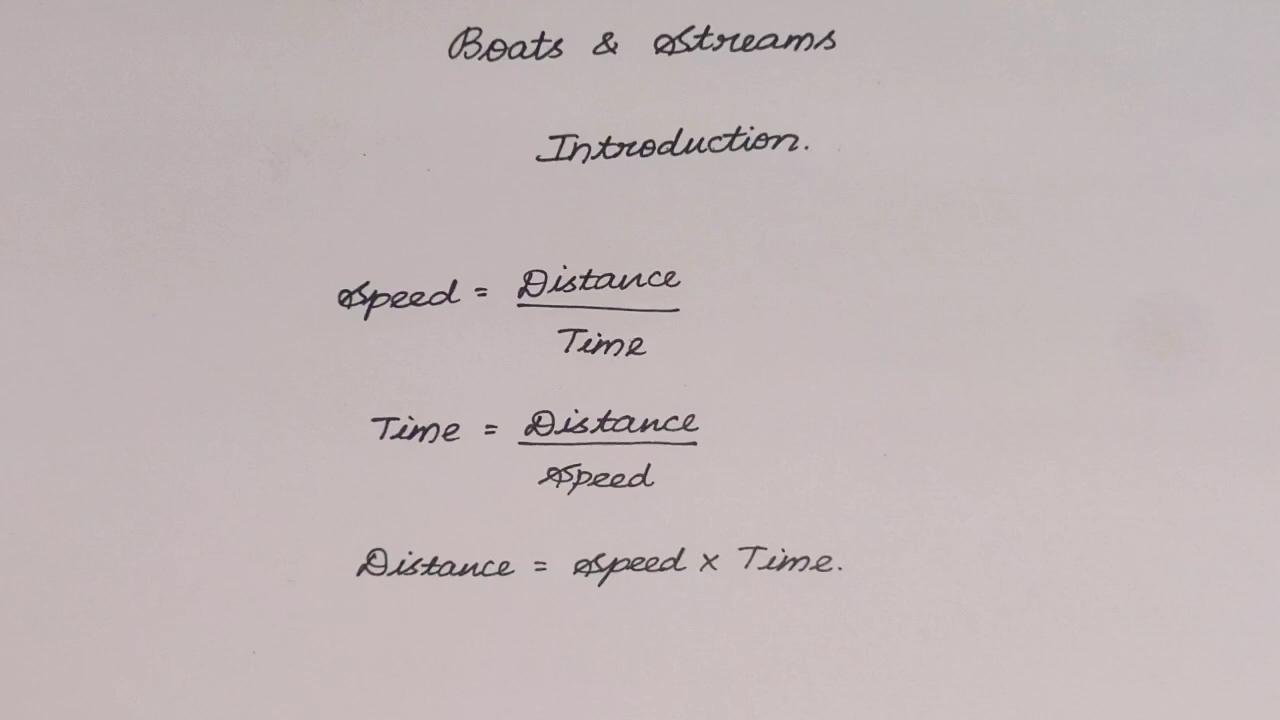 Boats & Streams
Introduction.
Speed = Distance / Time
Time = Distance / Speed
Distance = Speed x Time.